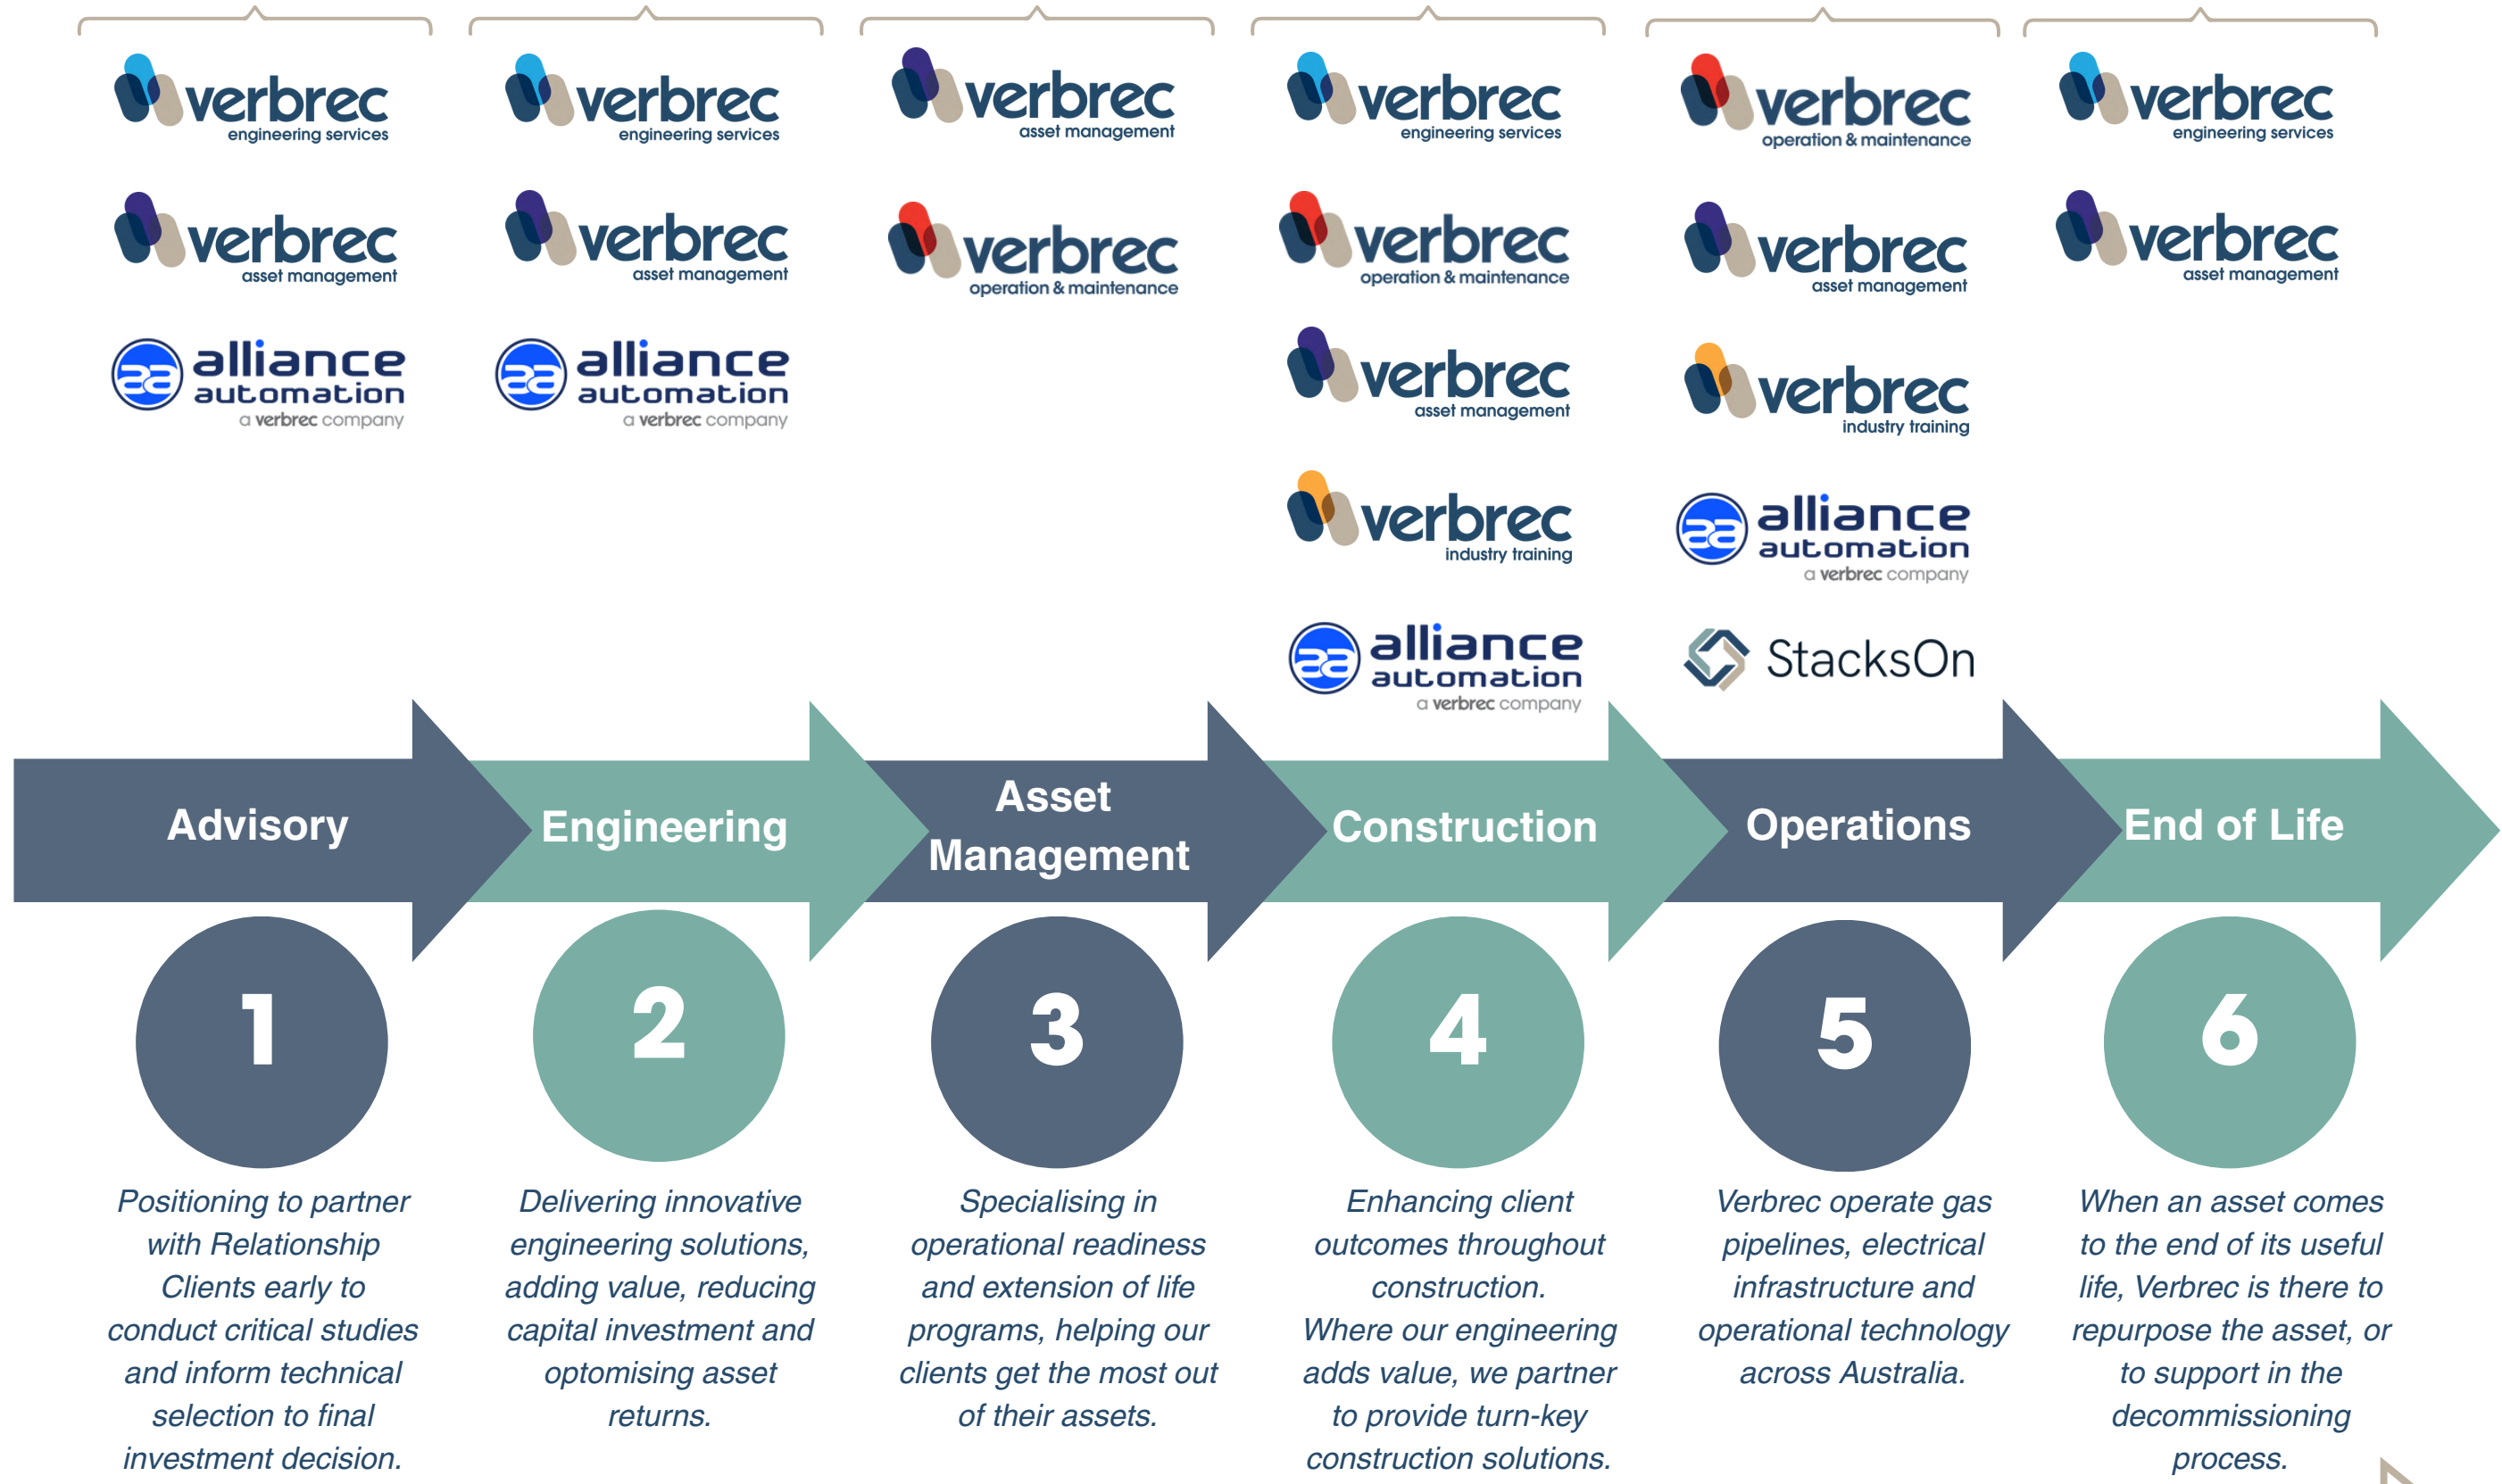 verbrec
engineering services
verbrec
asset management
alliance
automation
a verbrec company
verbrec
engineering services
verbrec
asset management
alliance
automation
a verbrec company
verbrec
asset management
verbrec
operation & maintenance
verbrec
engineering services
verbrec
operation & maintenance
verbrec
asset management
verbrec
industry training
alliance
automation
a verbrec company
verbrec
operation & maintenance
verbrec
asset management
verbrec
industry training
alliance
automation
a verbrec company
StacksOn
verbrec
engineering services
verbrec
asset management
Advisory
Engineering
Asset
Management
Construction
Operations
End of Life
1
2
3
4
5
6
Positioning to partner
with Relationship
Clients early to
conduct critical studies
and inform technical
selection to final
investment decision.
Delivering innovative
engineering solutions,
adding value, reducing
capital investment and
optomising asset
returns.
Specialising in
operational readiness
and extension of life
programs, helping our
clients get the most out
of their assets.
Enhancing client
outcomes throughout
construction.
Where our engineering
adds value, we partner
to provide turn-key
construction solutions.
Verbrec operate gas
pipelines, electrical
infrastructure and
operational technology
across Australia.
When an asset comes
to the end of its useful
life, Verbrec is there to
repurpose the asset, or
to support in the
decommissioning
process.